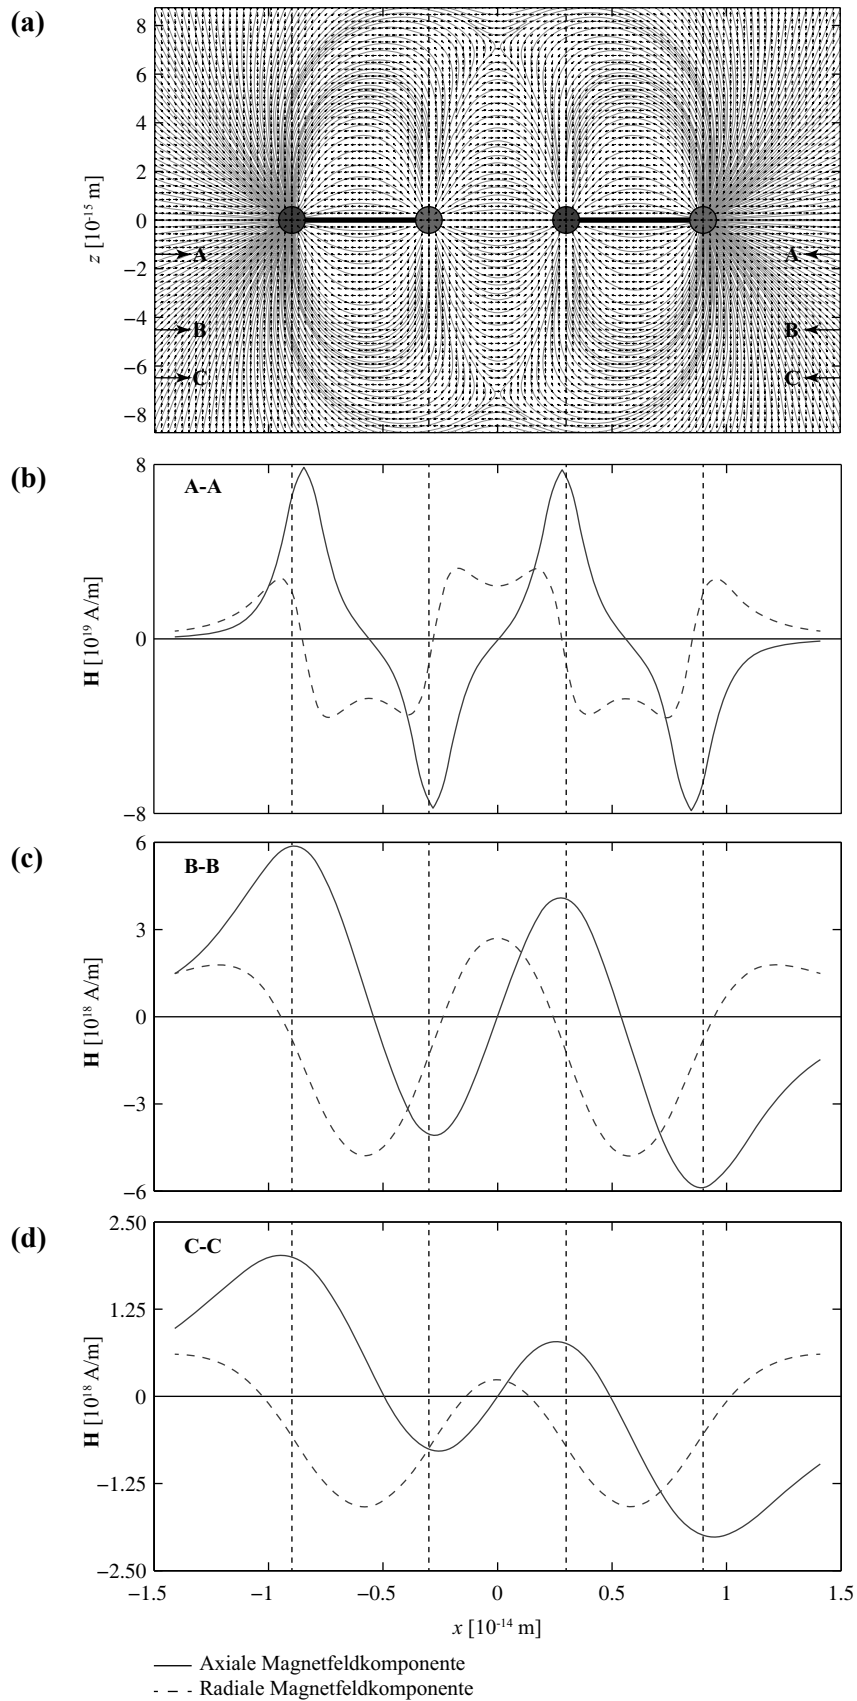 (a)
8
6
4
2
0
−2
−4
−6
−8
z [10⁻¹⁵ m]
A A
B B
C C
(b)
A-A
8
0
−8
H [10¹⁹ A/m]
(c)
B-B
6
3
0
−3
−6
H [10¹⁸ A/m]
(d)
C-C
2.50
1.25
0
−1.25
−2.50
H [10¹⁸ A/m]
−1.5 −1 −0.5 0 0.5 1 1.5
x [10⁻¹⁴ m]
Axiale Magnetfeldkomponente
Radiale Magnetfeldkomponente